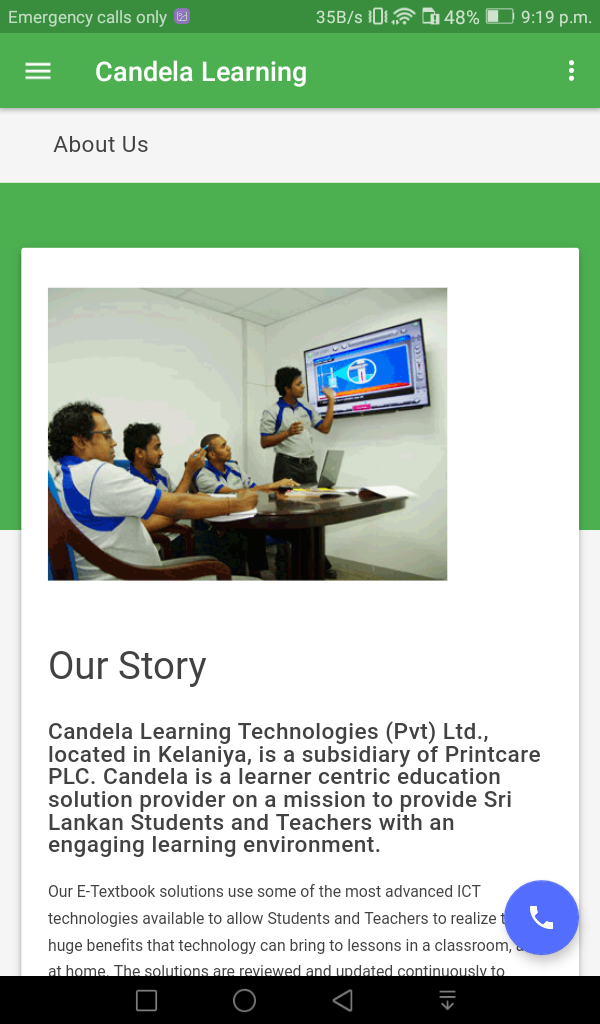 Emergency calls only 35B/s 48% 9:19 p.m.
Candela Learning
About Us
Our Story
Candela Learning Technologies (Pvt) Ltd.,
located in Kelaniya, is a subsidiary of Printcare
PLC. Candela is a learner centric education
solution provider on a mission to provide Sri
Lankan Students and Teachers with an
engaging learning environment.
Our E-Textbook solutions use some of the most advanced ICT
technologies available to allow Students and Teachers to realize
huge benefits that technology can bring to lessons in a classroom,
at home. The solutions are reviewed and updated continuously to